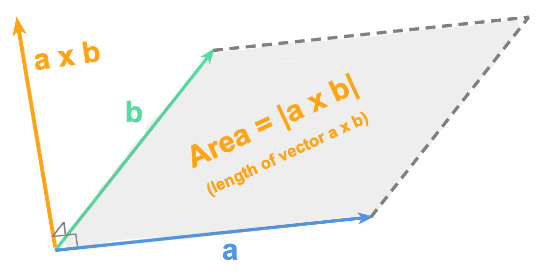 a x b
b
Area = |a x b|
(length of vector a x b)
a